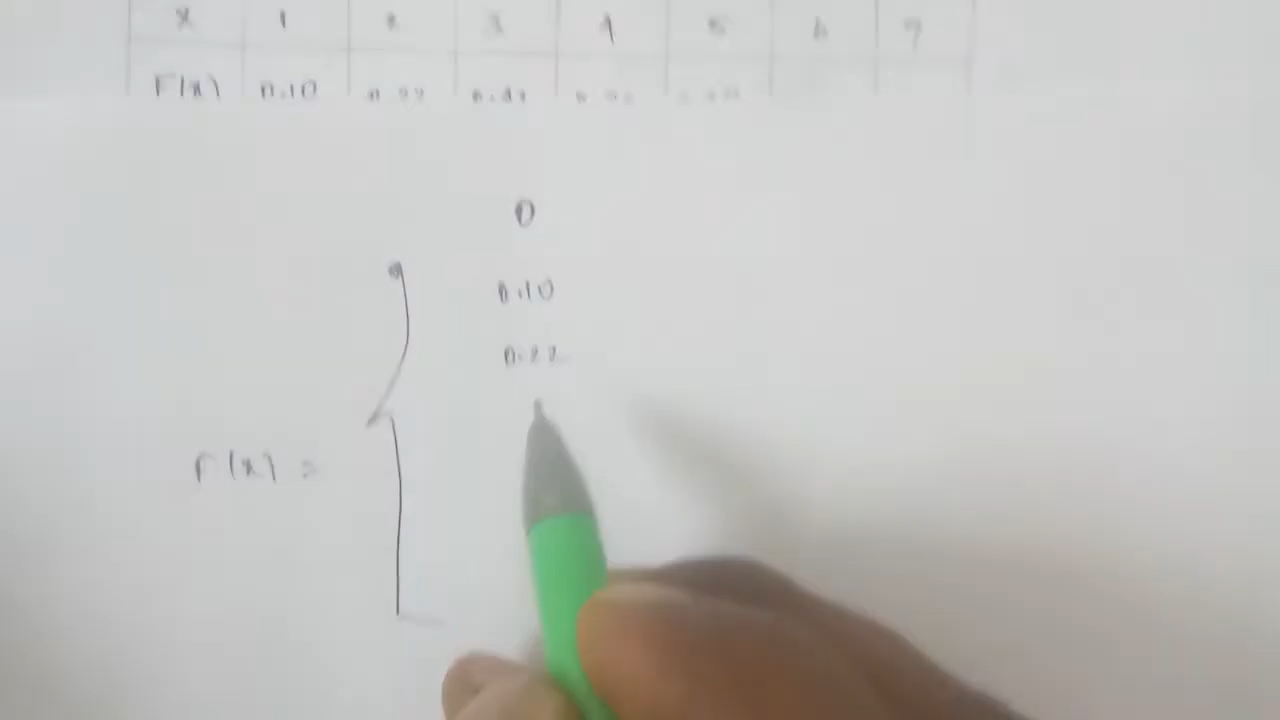 x 1 2 3 4 5 6 7
F(x) 0.10
0
0.10
0.22
F(x) =